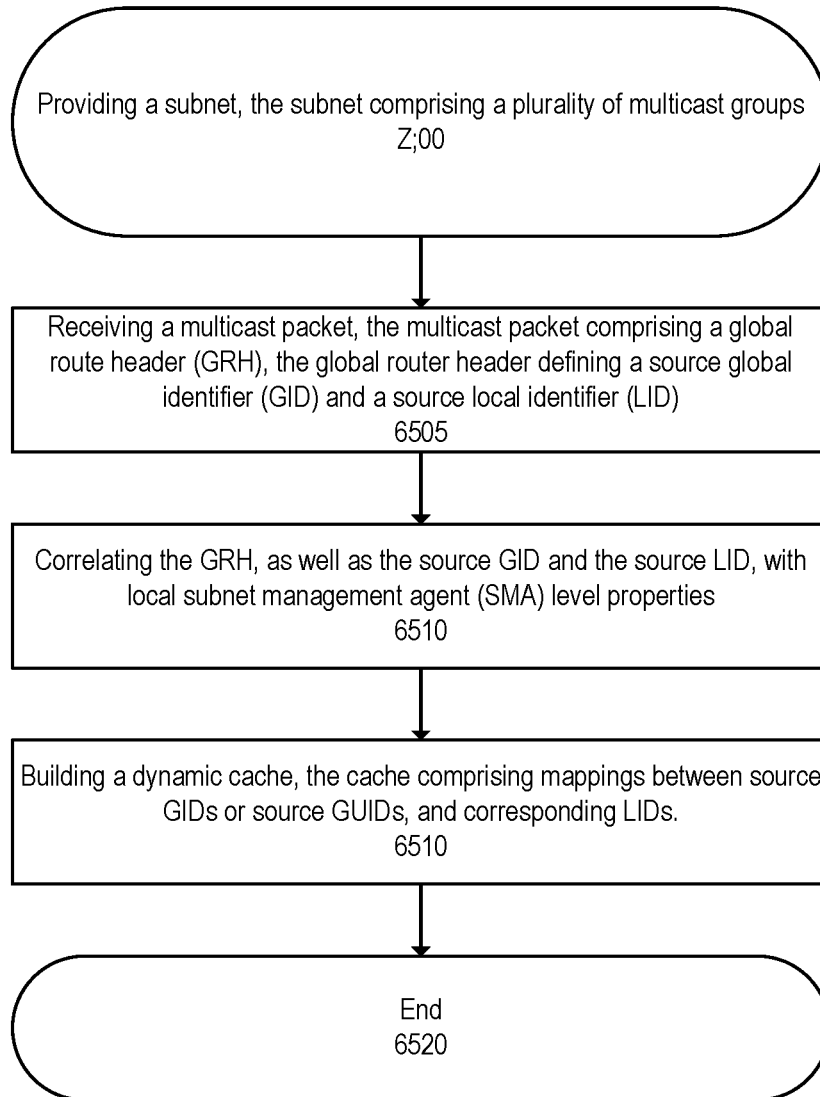 Providing a subnet, the subnet comprising a plurality of multicast groups
Z;00
Receiving a multicast packet, the multicast packet comprising a global
route header (GRH), the global router header defining a source global
identifier (GID) and a source local identifier (LID)
6505
Correlating the GRH, as well as the source GID and the source LID, with
local subnet management agent (SMA) level properties
6510
Building a dynamic cache, the cache comprising mappings between source
GIDs or source GUIDs, and corresponding LIDs.
6510
End
6520